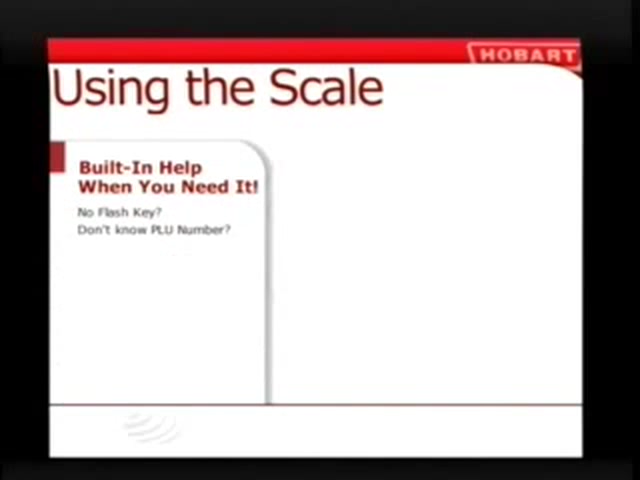 HOBART
Using the Scale
Built-In Help
When You Need It!
No Flash Key?
Don't know PLU Number?